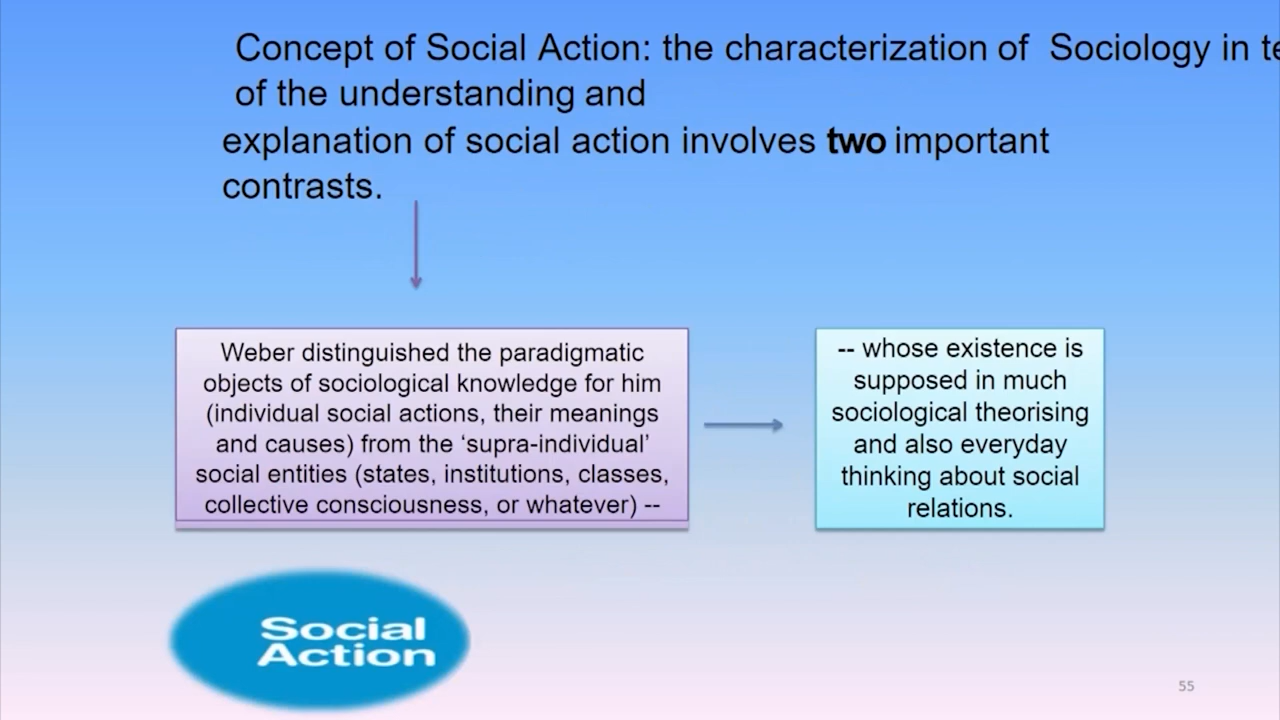 Concept of Social Action: the characterization of Sociology in te
of the understanding and
explanation of social action involves two important
contrasts.
Weber distinguished the paradigmatic
objects of sociological knowledge for him
(individual social actions, their meanings
and causes) from the ‘supra-individual’
social entities (states, institutions, classes,
collective consciousness, or whatever) --
-- whose existence is
supposed in much
sociological theorising
and also everyday
thinking about social
relations.
Social
Action
55